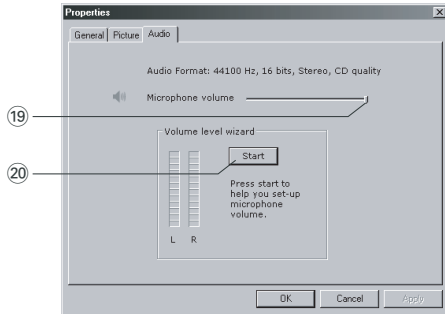 Properties
General Picture Audio
Audio Format: 44100 Hz, 16 bits, Stereo, CD quality
Microphone volume
19
Volume level wizard
Start
20
Press start to
help you set-up
microphone
volume.
L R
OK Cancel Apply